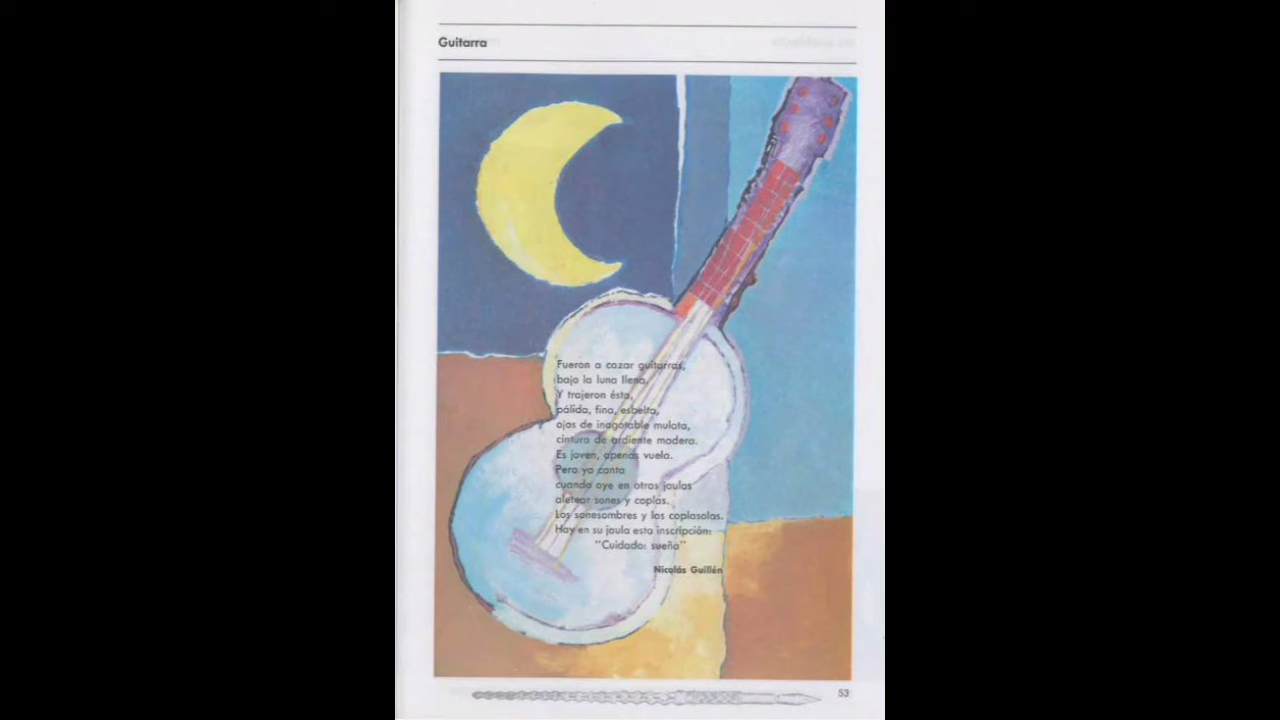 Guitarra
Fueron a cazar guitarras,
bajo la luna llena.
Y trajeron ésta,
pálida, fina, esbelta,
ojos de inagotable mulata,
cintura de ardiente madera.
Es joven, apenas vuela.
Pero ya canta
cuando oye en otras jaulas
aletear sones y coplas.
Los sonesombres y las coplasolas.
Hay en su jaula esta inscripción:
"Cuidado: sueña"
Nicolás Guillén
53